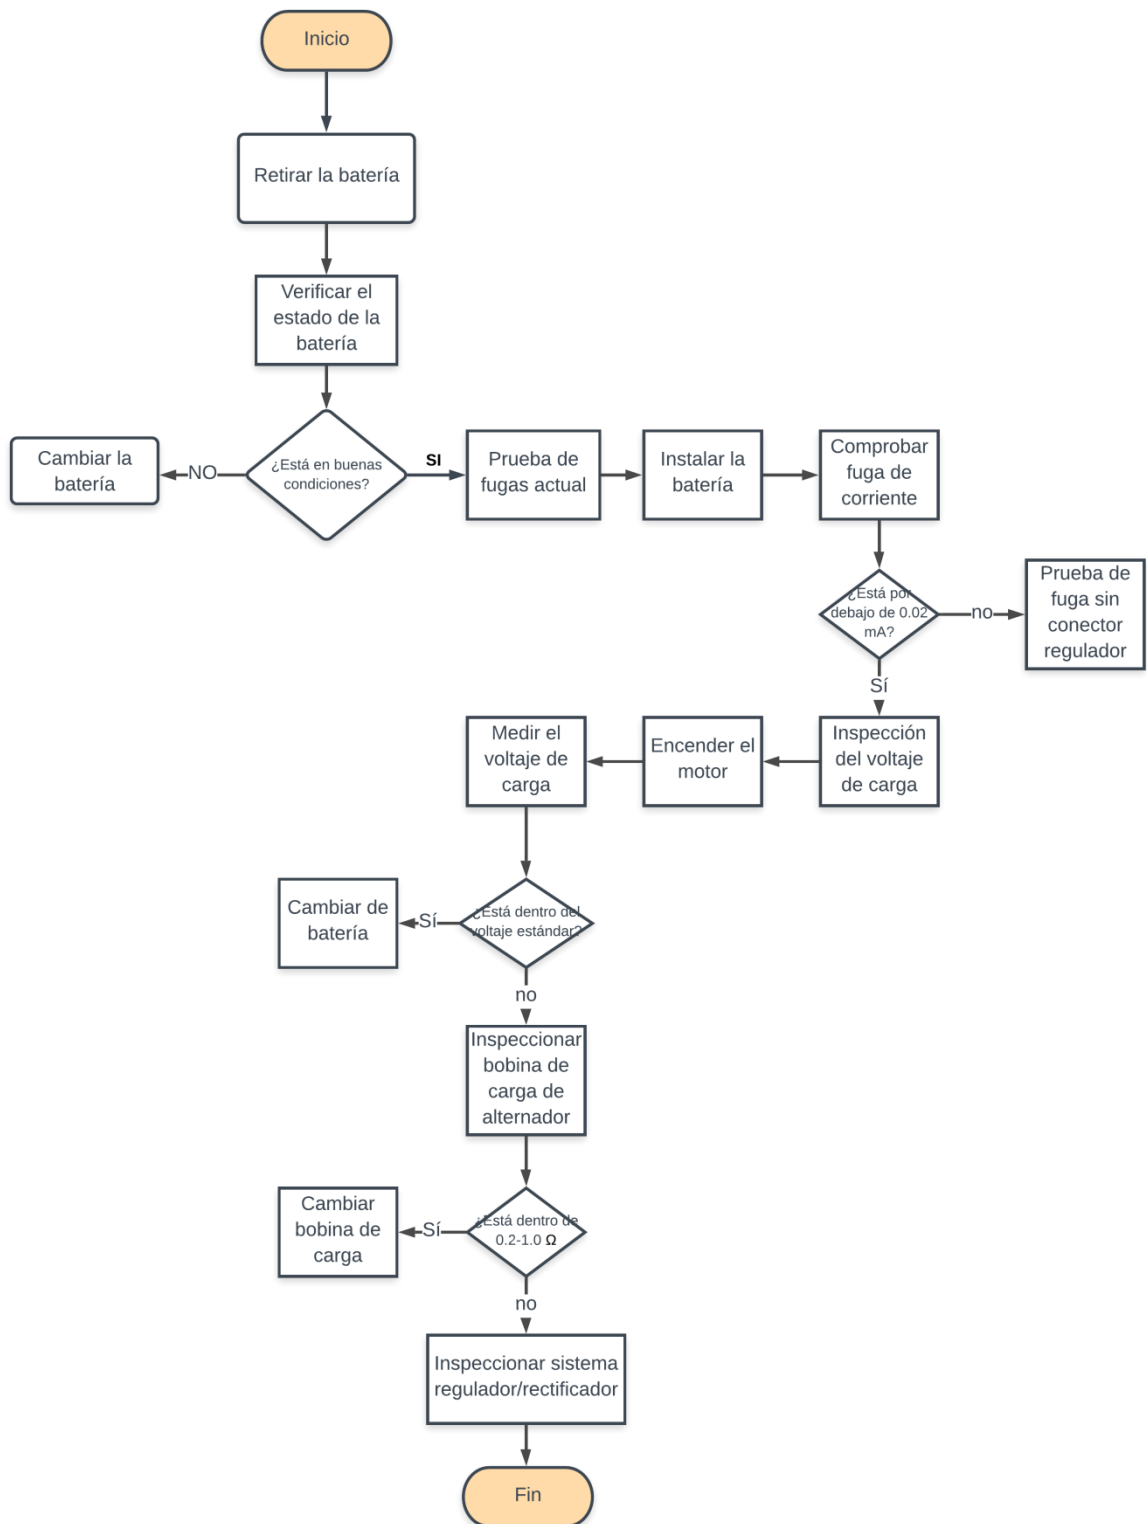 Inicio
Retirar la batería
Verificar el
estado de la
batería
¿Está en buenas
condiciones?
NO
Cambiar la
batería
SI
Prueba de
fugas actual
Instalar la
batería
Comprobar
fuga de
corriente
¿Está por
debajo de 0.02
mA?
no
Prueba de
fuga sin
conector
regulador
Sí
Inspección
del voltaje
de carga
Encender el
motor
Medir el
voltaje de
carga
¿Está dentro del
voltaje estándar?
Sí
Cambiar de
batería
no
Inspeccionar
bobina de
carga de
alternador
¿Está dentro de
0.2-1.0 Ω
Sí
Cambiar
bobina de
carga
no
Inspeccionar sistema
regulador/rectificador
Fin